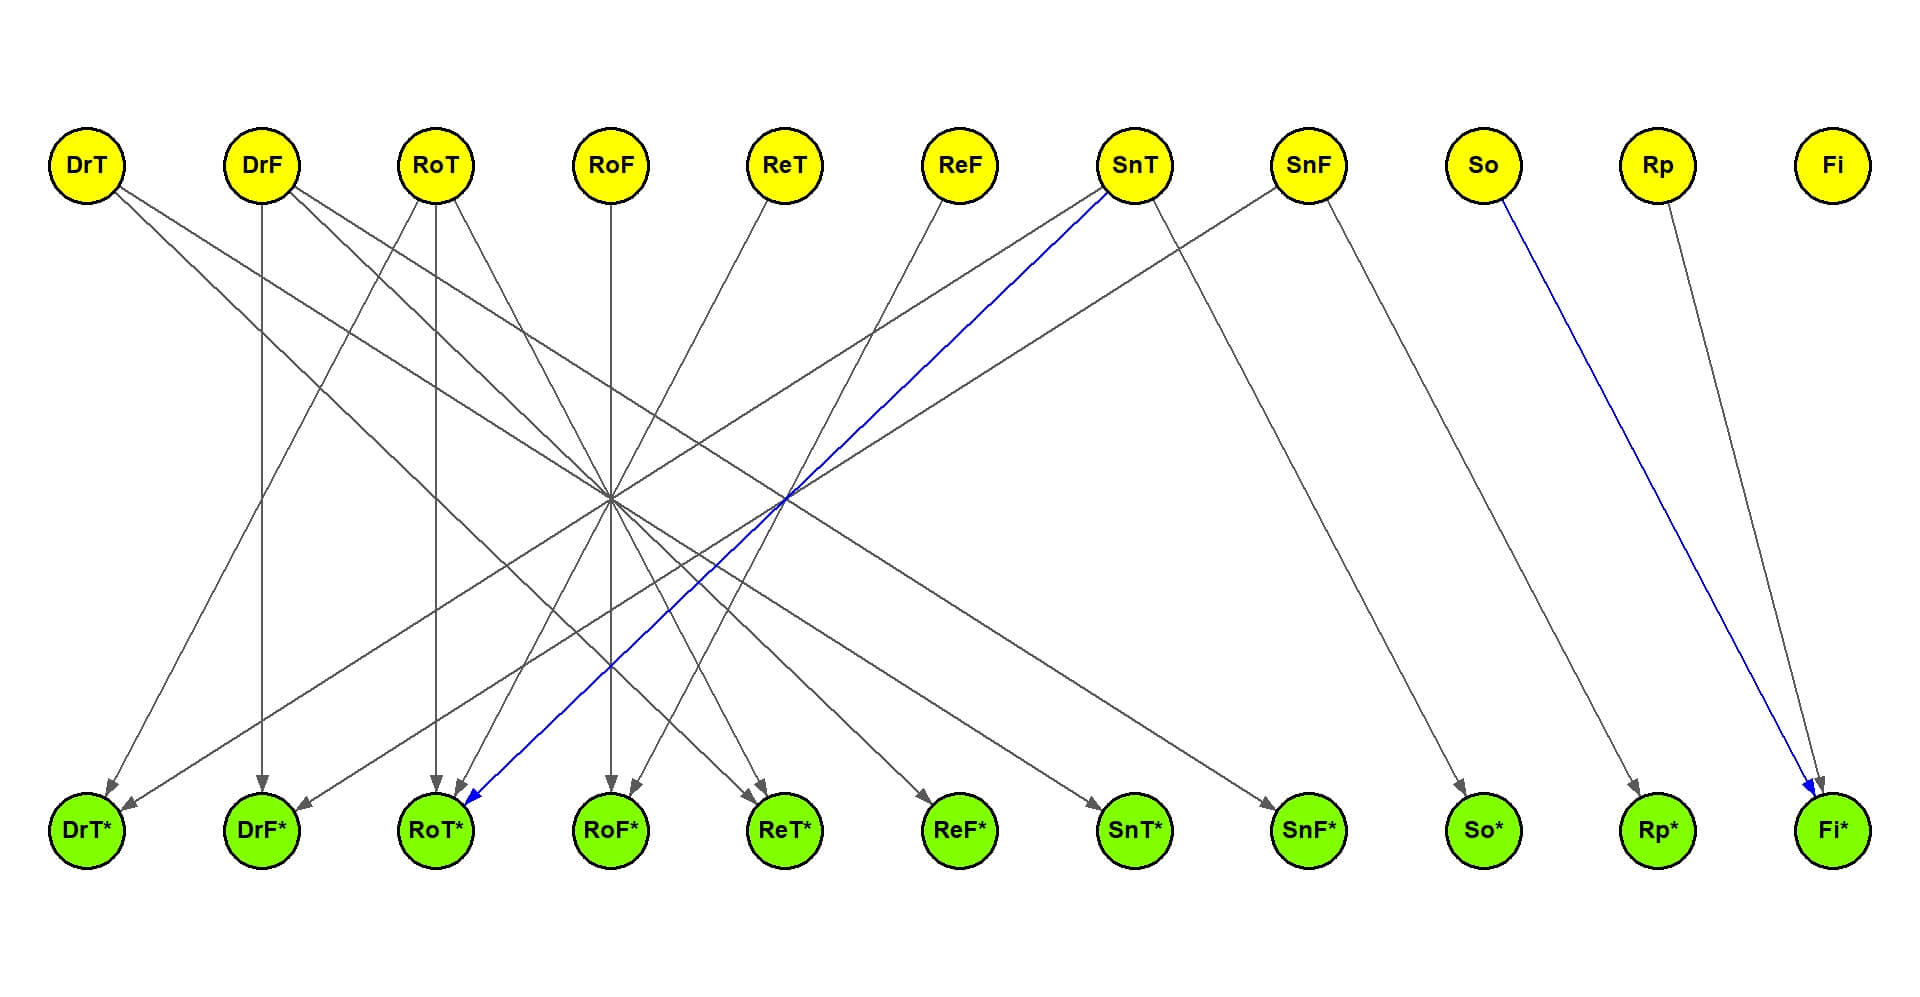 DrT DrF RoT RoF ReT ReF SnT SnF So Rp Fi
DrT* DrF* RoT* RoF* ReT* ReF* SnT* SnF* So* Rp* Fi*